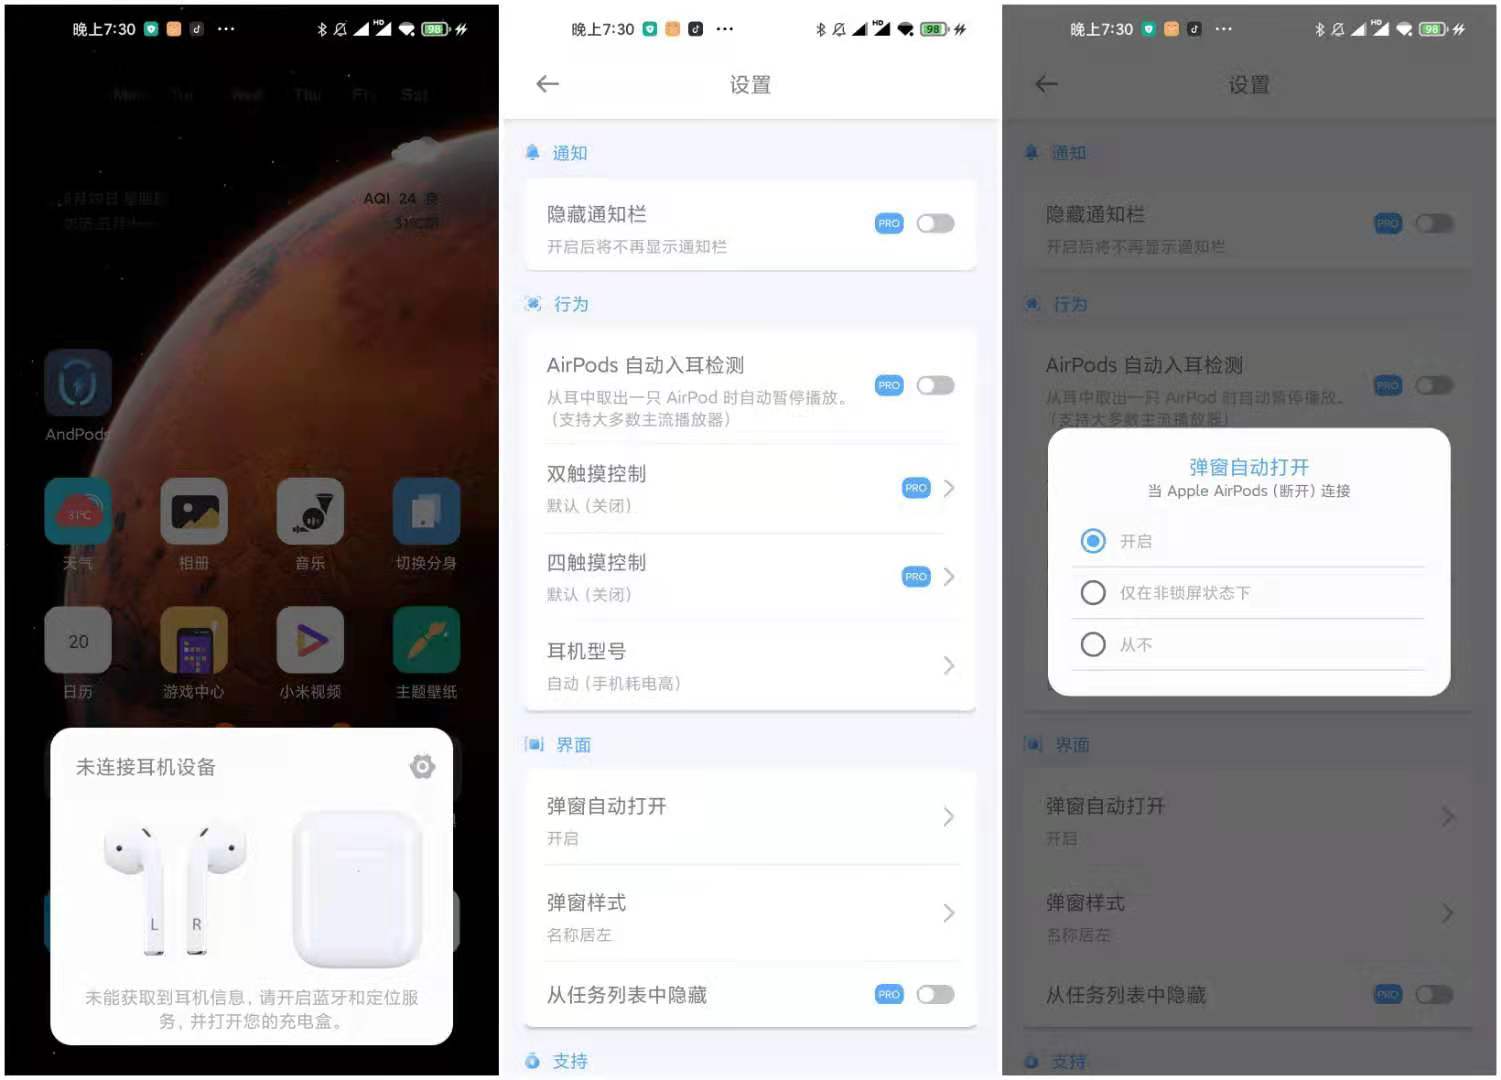 晚上7:30
98
Mon Tue Wed Thu Fri Sat
AQI 24 良
AndPods
31℃
天气
相册
音乐
切换分身
20
日历
游戏中心
小米视频
主题壁纸
未连接耳机设备
L
R
未能获取到耳机信息, 请开启蓝牙和定位服
务, 并打开您的充电盒。
晚上7:30
HD
98
设置
通知
隐藏通知栏
PRO
开启后将不再显示通知栏
行为
AirPods 自动入耳检测
PRO
从耳中取出一只 AirPod 时自动暂停播放。
(支持大多数主流播放器)
双触摸控制
PRO
默认 (关闭)
四触摸控制
PRO
默认 (关闭)
耳机型号
自动 (手机耗电高)
界面
弹窗自动打开
开启
弹窗样式
名称居左
从任务列表中隐藏
PRO
支持
晚上7:30
HD
98
设置
通知
隐藏通知栏
PRO
开启后将不再显示通知栏
行为
AirPods 自动入耳检测
PRO
从耳中取出一只 AirPod 时自动暂停播放。
(支持大多数主流播放器)
弹窗自动打开
当 Apple AirPods (断开) 连接
开启
仅在非锁屏状态下
从不
界面
弹窗自动打开
开启
弹窗样式
名称居左
从任务列表中隐藏
PRO
支持